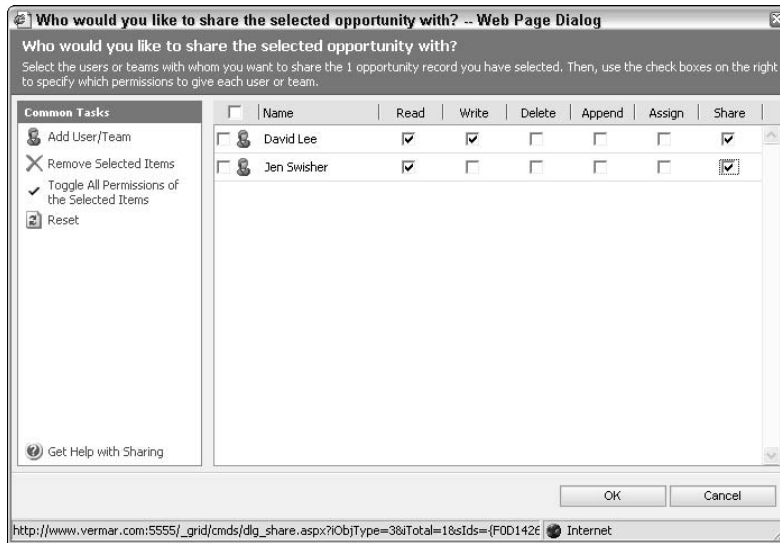 Who would you like to share the selected opportunity with? -- Web Page Dialog
Who would you like to share the selected opportunity with?
Select the users or teams with whom you want to share the 1 opportunity record you have selected. Then, use the check boxes on the right
to specify which permissions to give each user or team.
Common Tasks
Add User/Team
Remove Selected Items
Toggle All Permissions of
the Selected Items
Reset
Get Help with Sharing
Name Read Write Delete Append Assign Share
David Lee
Jen Swisher
OK Cancel
http://www.vermar.com:5555/_grid/cmds/dlg_share.aspx?iObjType=3&iTotal=1&sIds={F0D1426 Internet